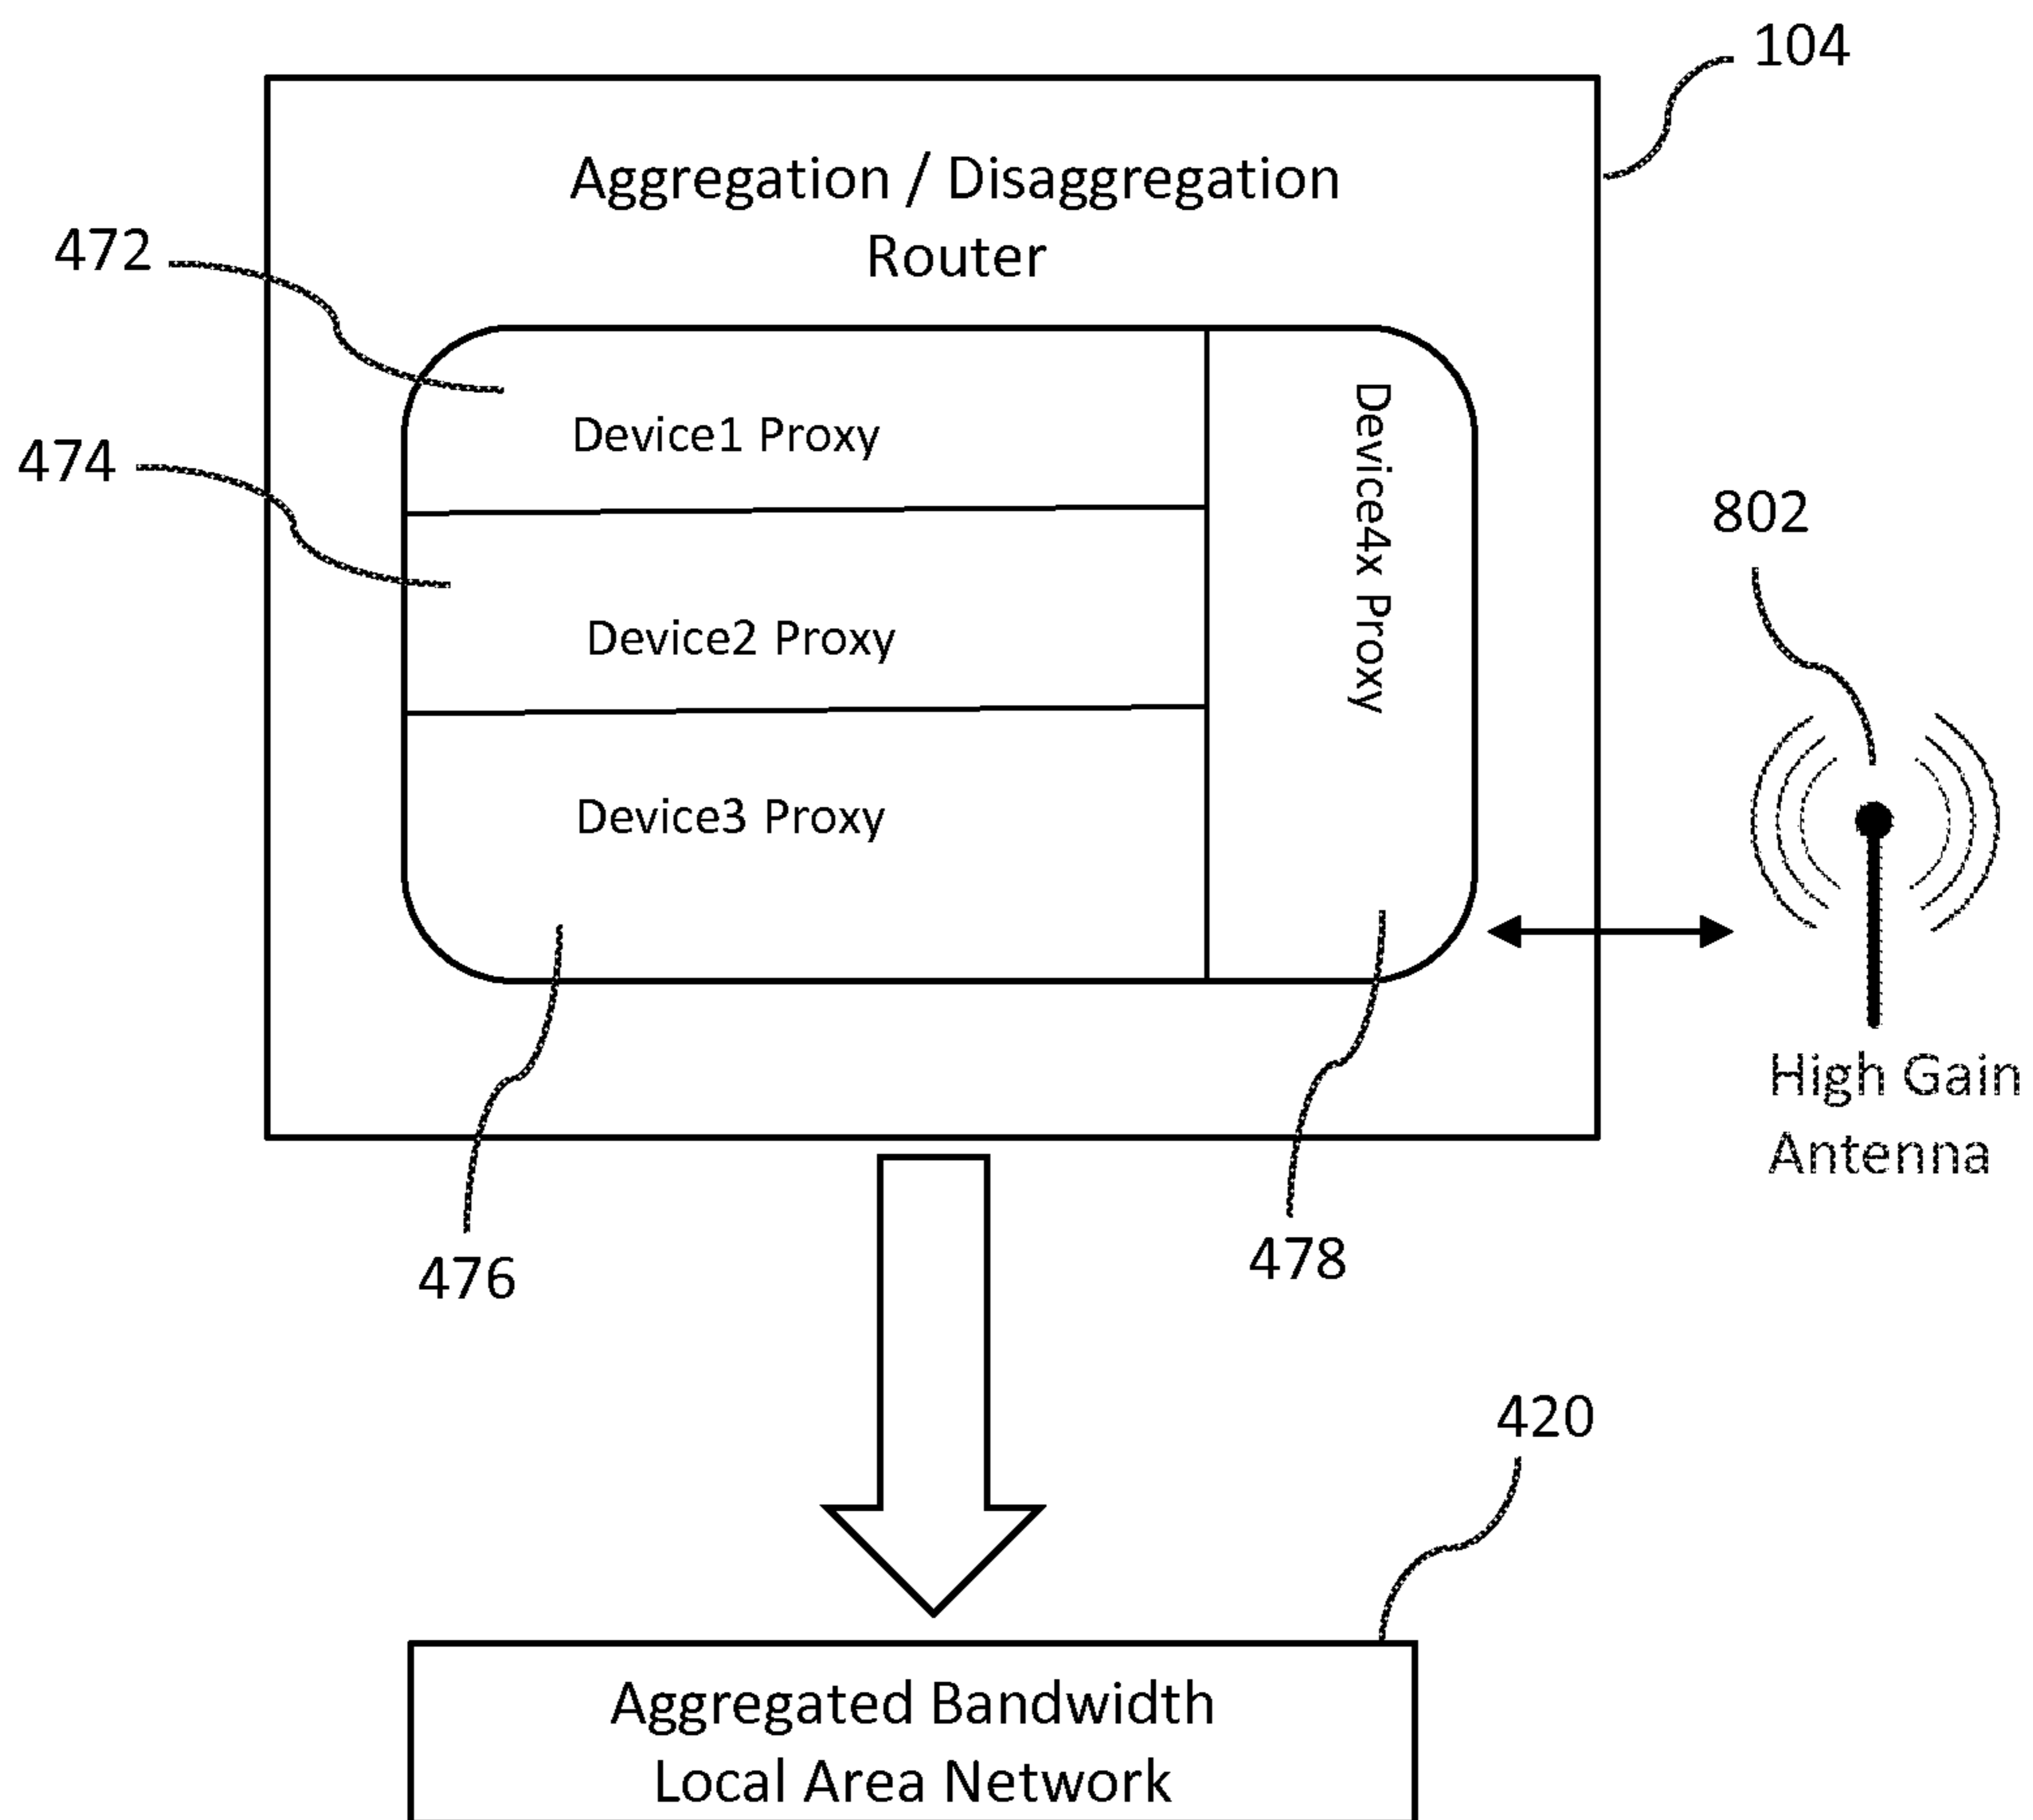 104
Aggregation / Disaggregation
Router
472
474
Device1 Proxy
Device2 Proxy
Device3 Proxy
Device4x Proxy
802
High Gain
Antenna
476
478
420
Aggregated Bandwidth
Local Area Network